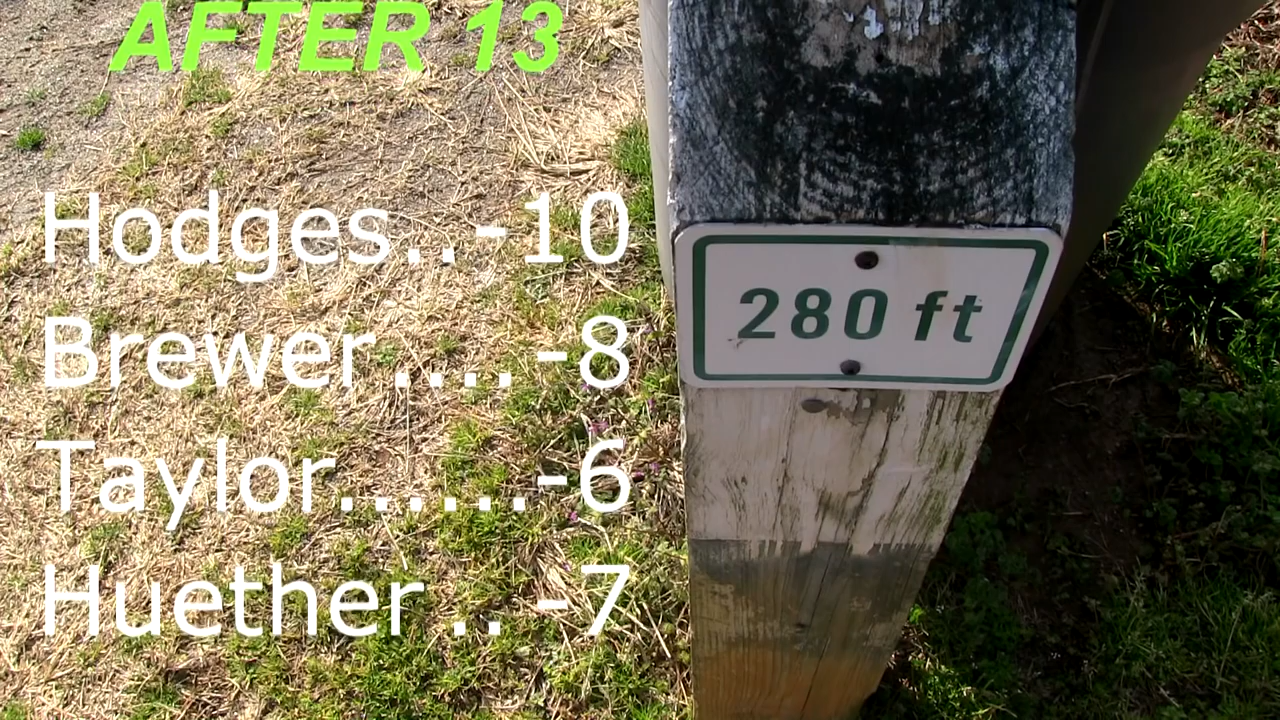 AFTER 13
Hodges..-10
Brewer.... -8
Taylor......-6
Huether .. -7
280 ft